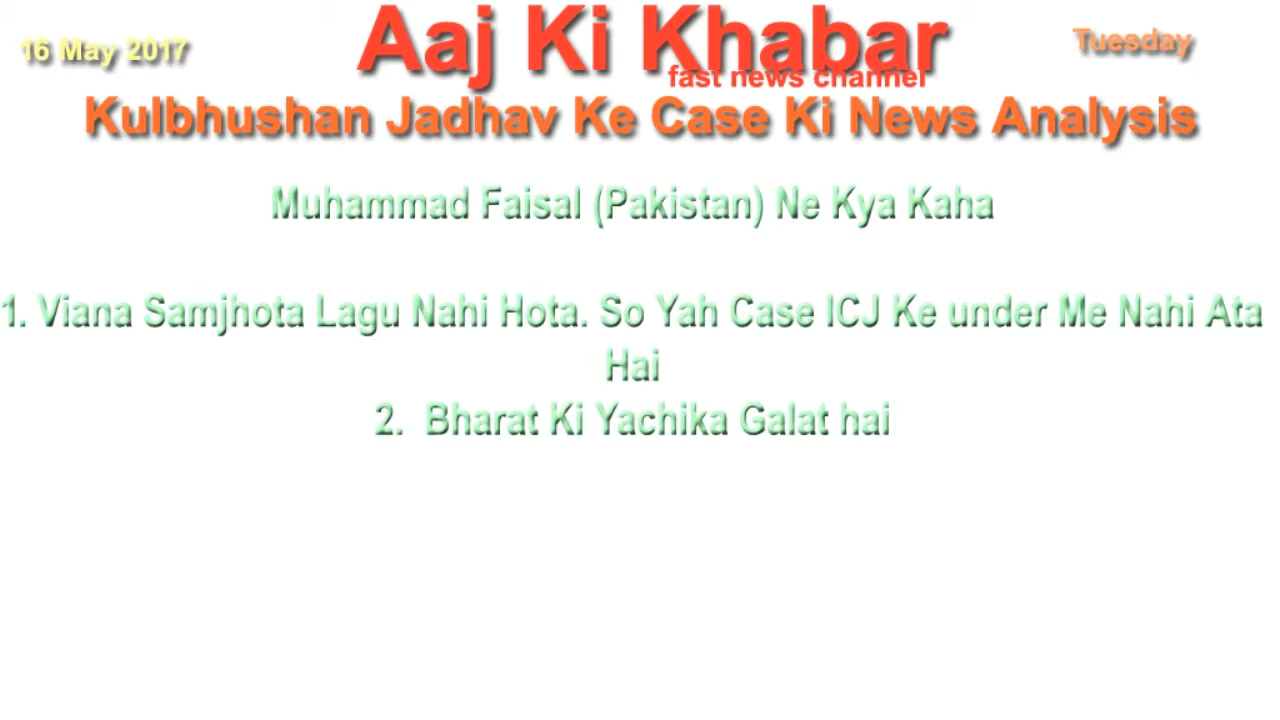 16 May 2017
Aaj Ki Khabar
Tuesday
fast news channel
Kulbhushan Jadhav Ke Case Ki News Analysis
Muhammad Faisal (Pakistan) Ne Kya Kaha
1. Viana Samjhota Lagu Nahi Hota. So Yah Case ICJ Ke under Me Nahi Ata
Hai
2. Bharat Ki Yachika Galat hai